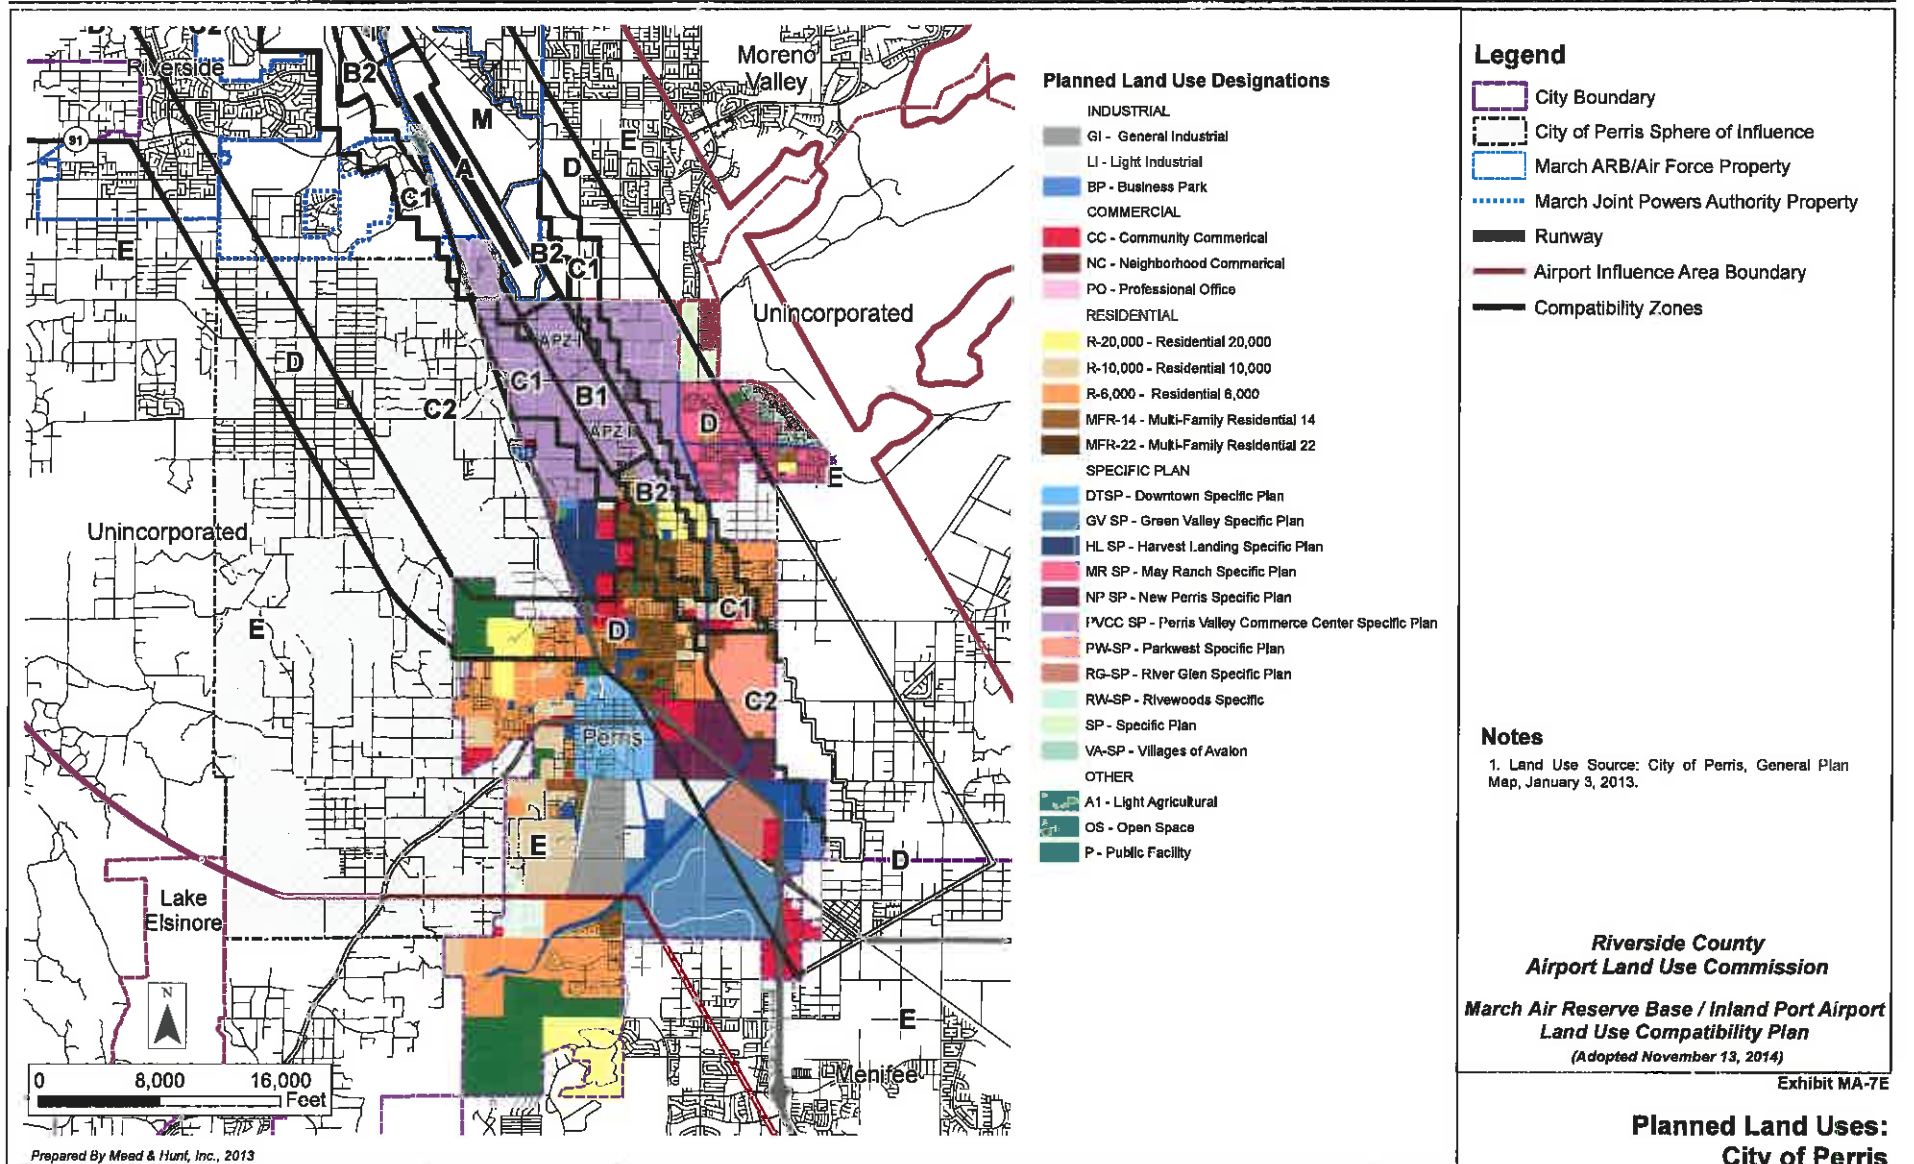 Riverside
91
B2
M
A
C1
D
E
B2
C1
E
Moreno
Valley
Unincorporated
D
C2
APZ I
C1
B1
APZ II
D
E
B2
Unincorporated
E
D
C1
C2
Perris
E
D
Lake
Elsinore
E
Menifee
N
0 8,000 16,000
Feet
Prepared By Mead & Hunt, Inc., 2013
Planned Land Use Designations
INDUSTRIAL
GI - General Industrial
LI - Light Industrial
BP - Business Park
COMMERCIAL
CC - Community Commerical
NC - Neighborhood Commerical
PO - Professional Office
RESIDENTIAL
R-20,000 - Residential 20,000
R-10,000 - Residential 10,000
R-6,000 - Residential 6,000
MFR-14 - Multi-Family Residential 14
MFR-22 - Multi-Family Residential 22
SPECIFIC PLAN
DTSP - Downtown Specific Plan
GV SP - Green Valley Specific Plan
HL SP - Harvest Landing Specific Plan
MR SP - May Ranch Specific Plan
NP SP - New Perris Specific Plan
PVCC SP - Perris Valley Commerce Center Specific Plan
PW-SP - Parkwest Specific Plan
RG-SP - River Glen Specific Plan
RW-SP - Rivewoods Specific
SP - Specific Plan
VA-SP - Villages of Avalon
OTHER
A1 - Light Agricultural
OS - Open Space
P - Public Facility
Legend
City Boundary
City of Perris Sphere of Influence
March ARB/Air Force Property
March Joint Powers Authority Property
Runway
Airport Influence Area Boundary
Compatibility Zones
Notes
1. Land Use Source: City of Perris, General Plan
Map, January 3, 2013.
Riverside County
Airport Land Use Commission
March Air Reserve Base / Inland Port Airport
Land Use Compatibility Plan
(Adopted November 13, 2014)
Exhibit MA-7E
Planned Land Uses:
City of Perris